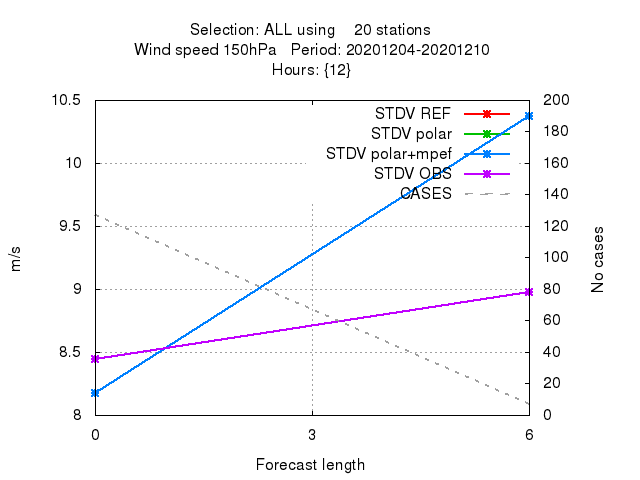 Selection: ALL using    20 stations
Wind speed 150hPa   Period: 20201204-20201210
Hours: {12}
10.5
10
9.5
9
8.5
8
200
180
160
140
120
100
80
60
40
20
0
STDV REF
STDV polar
STDV polar+mpef
STDV OBS
CASES
m/s
No cases
0
3
6
Forecast length